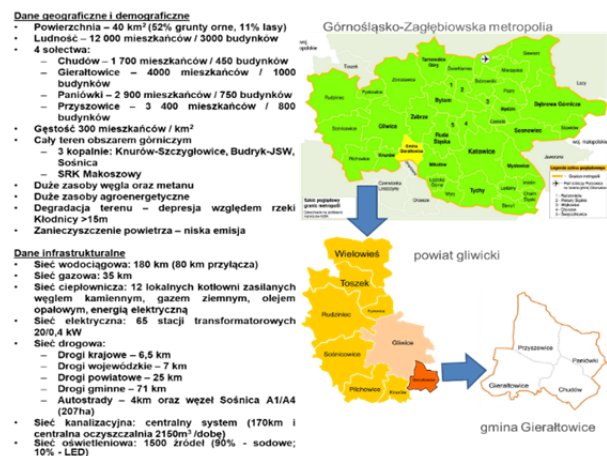 Dane geograficzne i demograficzne
• Powierzchnia – 40 km² (52% grunty orne, 11% lasy)
• Ludność – 12 000 mieszkańców / 3000 budynków
• 4 sołectwa:
– Chudów – 1 700 mieszkańców / 450 budynków
– Gierałtowice – 4000 mieszkańców / 1000
budynków
– Paniówki – 2 900 mieszkańców / 750 budynków
– Przyszowice – 3 400 mieszkańców / 800
budynków
• Gęstość 300 mieszkańców / km²
• Cały teren obszarem górniczym
– 3 kopalnie: Knurów-Szczygłowice, Budryk-JSW,
Sośnica
– SRK Makoszowy
• Duże zasoby węgla oraz metanu
• Duże zasoby agroenergetyczne
• Degradacja terenu – depresja względem rzeki
Kłodnicy >15m
• Zanieczyszczenie powietrza – niska emisja
Dane infrastrukturalne
• Sieć wodociągowa: 180 km (80 km przyłącza)
• Sieć gazowa: 35 km
• Sieć ciepłownicza: 12 lokalnych kotłowni zasilanych
węglem kamiennym, gazem ziemnym, olejem
opałowym, energią elektryczną
• Sieć elektryczna: 65 stacji transformatorowych
20/0,4 kW
• Sieć drogowa:
– Drogi krajowe – 6,5 km
– Drogi wojewódzkie – 7 km
– Drogi powiatowe – 25 km
– Drogi gminne – 71 km
– Autostrady – 4km oraz węzeł Sośnica A1/A4
(207ha)
• Sieć kanalizacyjna: centralny system (170km i
centralna oczyszczalnia 2150m³ /dobę)
• Sieć oświetleniowa: 1500 źródeł (90% - sodowe;
10% - LED)
Górnośląsko-Zagłębiowska metropolia
Tarnowskie
Góry
Rudziniec
Bytom
Dąbrowa Górnicza
Gliwice
Zabrze
Ruda
Śląska
Sosnowiec
Katowice
Knurów
Gmina
Gierałtowice
Mikołów
Mysłowice
Tychy
powiat gliwicki
Wielowieś
Toszek
Rudziniec
Pyskowice
Gliwice
Sośnicowice
Pilchowice
Knurów
Gierałtowice
Przyszowice
Paniówki
Gierałtowice
Chudów
gmina Gierałtowice